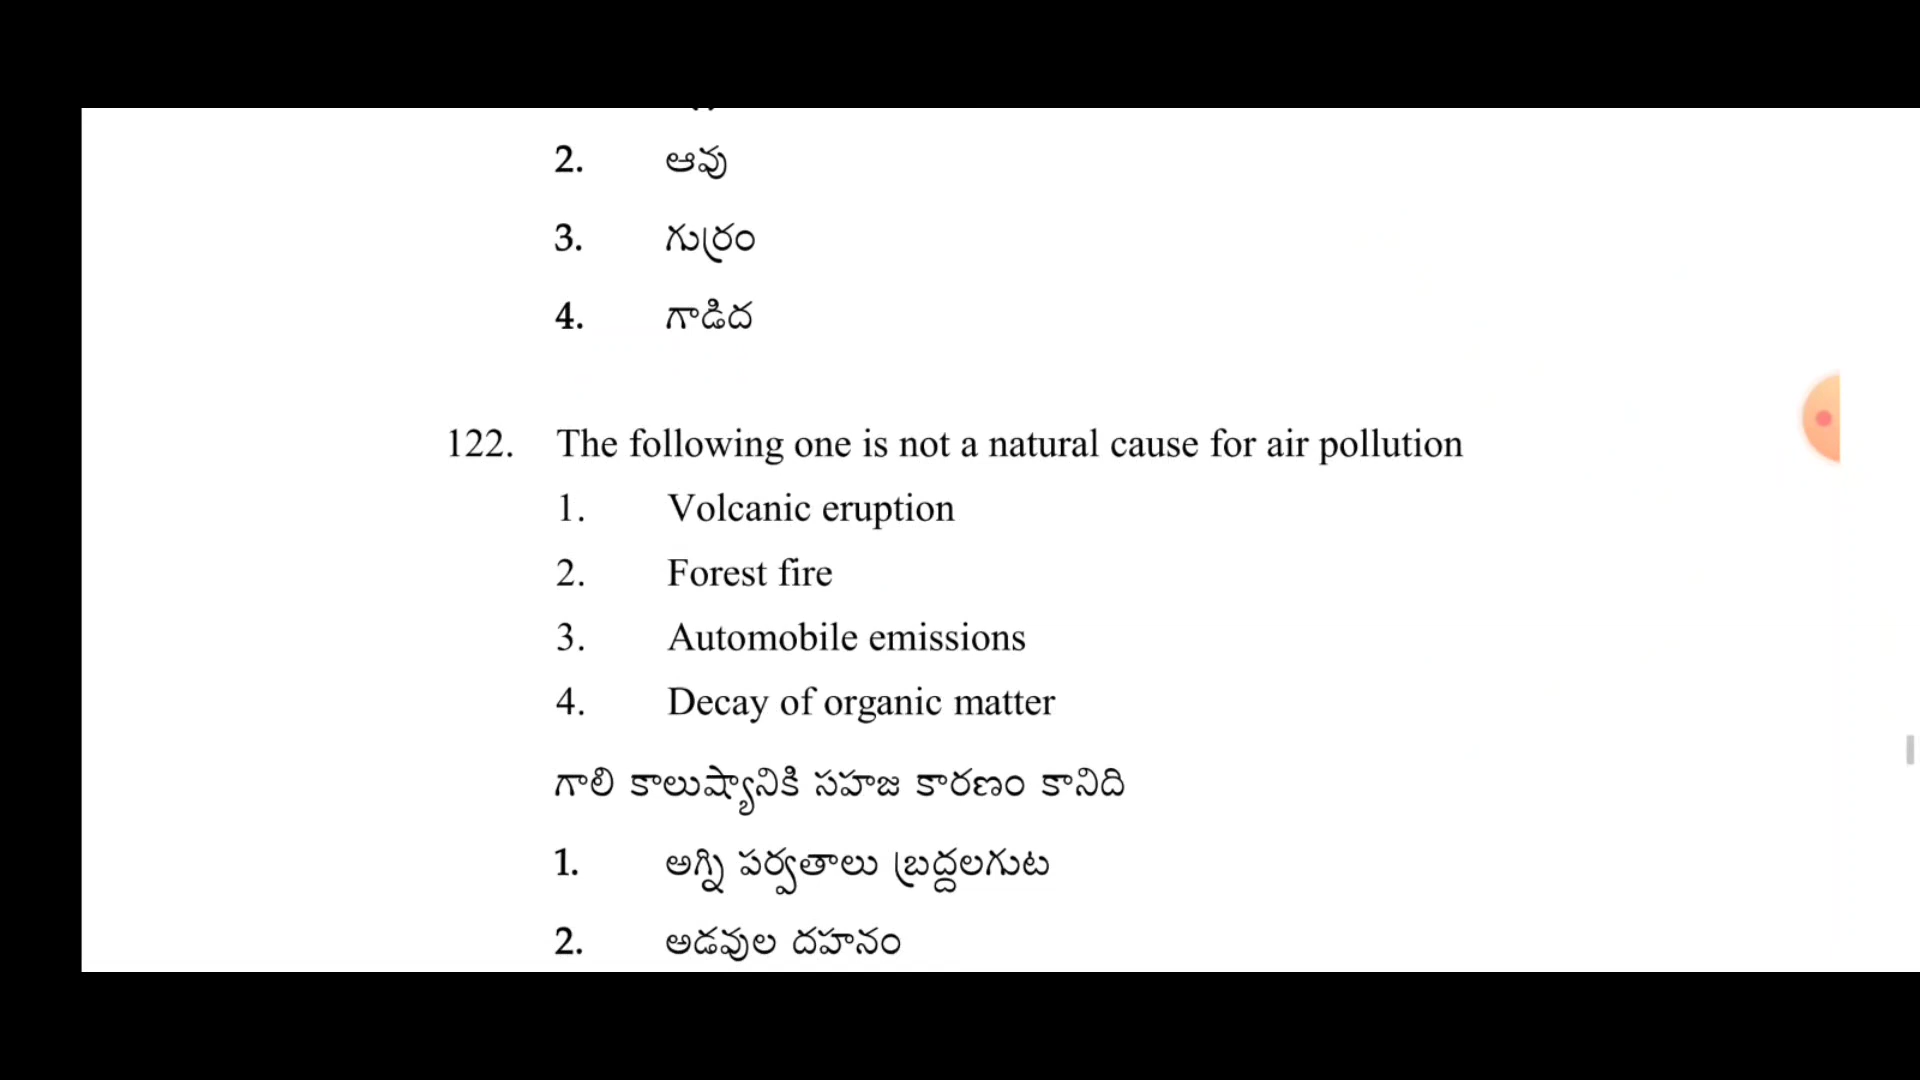 2. ఆవు
3. గుర్రం
4. గాడిద
122. The following one is not a natural cause for air pollution
1. Volcanic eruption
2. Forest fire
3. Automobile emissions
4. Decay of organic matter
గాలి కాలుష్యానికి సహజ కారణం కానిది
1. అగ్ని పర్వతాలు బ్రద్దలగుట
2. అడవుల దహనం